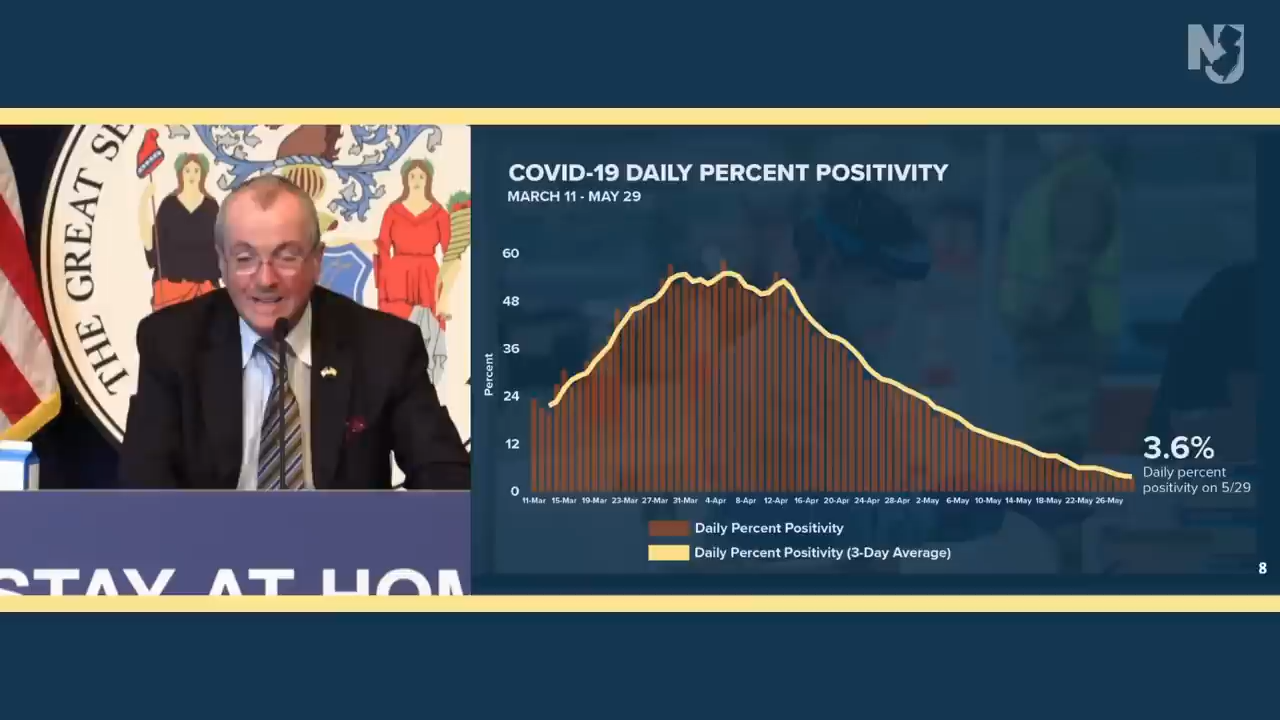 NJ
THE GREAT SE
STAY AT HOM
COVID-19 DAILY PERCENT POSITIVITY
MARCH 11 - MAY 29
Percent
60
48
36
24
12
0
11-Mar 15-Mar 19-Mar 23-Mar 27-Mar 31-Mar 4-Apr 8-Apr 12-Apr 16-Apr 20-Apr 24-Apr 28-Apr 2-May 6-May 10-May 14-May 18-May 22-May 26-May
3.6%
Daily percent
positivity on 5/29
Daily Percent Positivity
Daily Percent Positivity (3-Day Average)
8